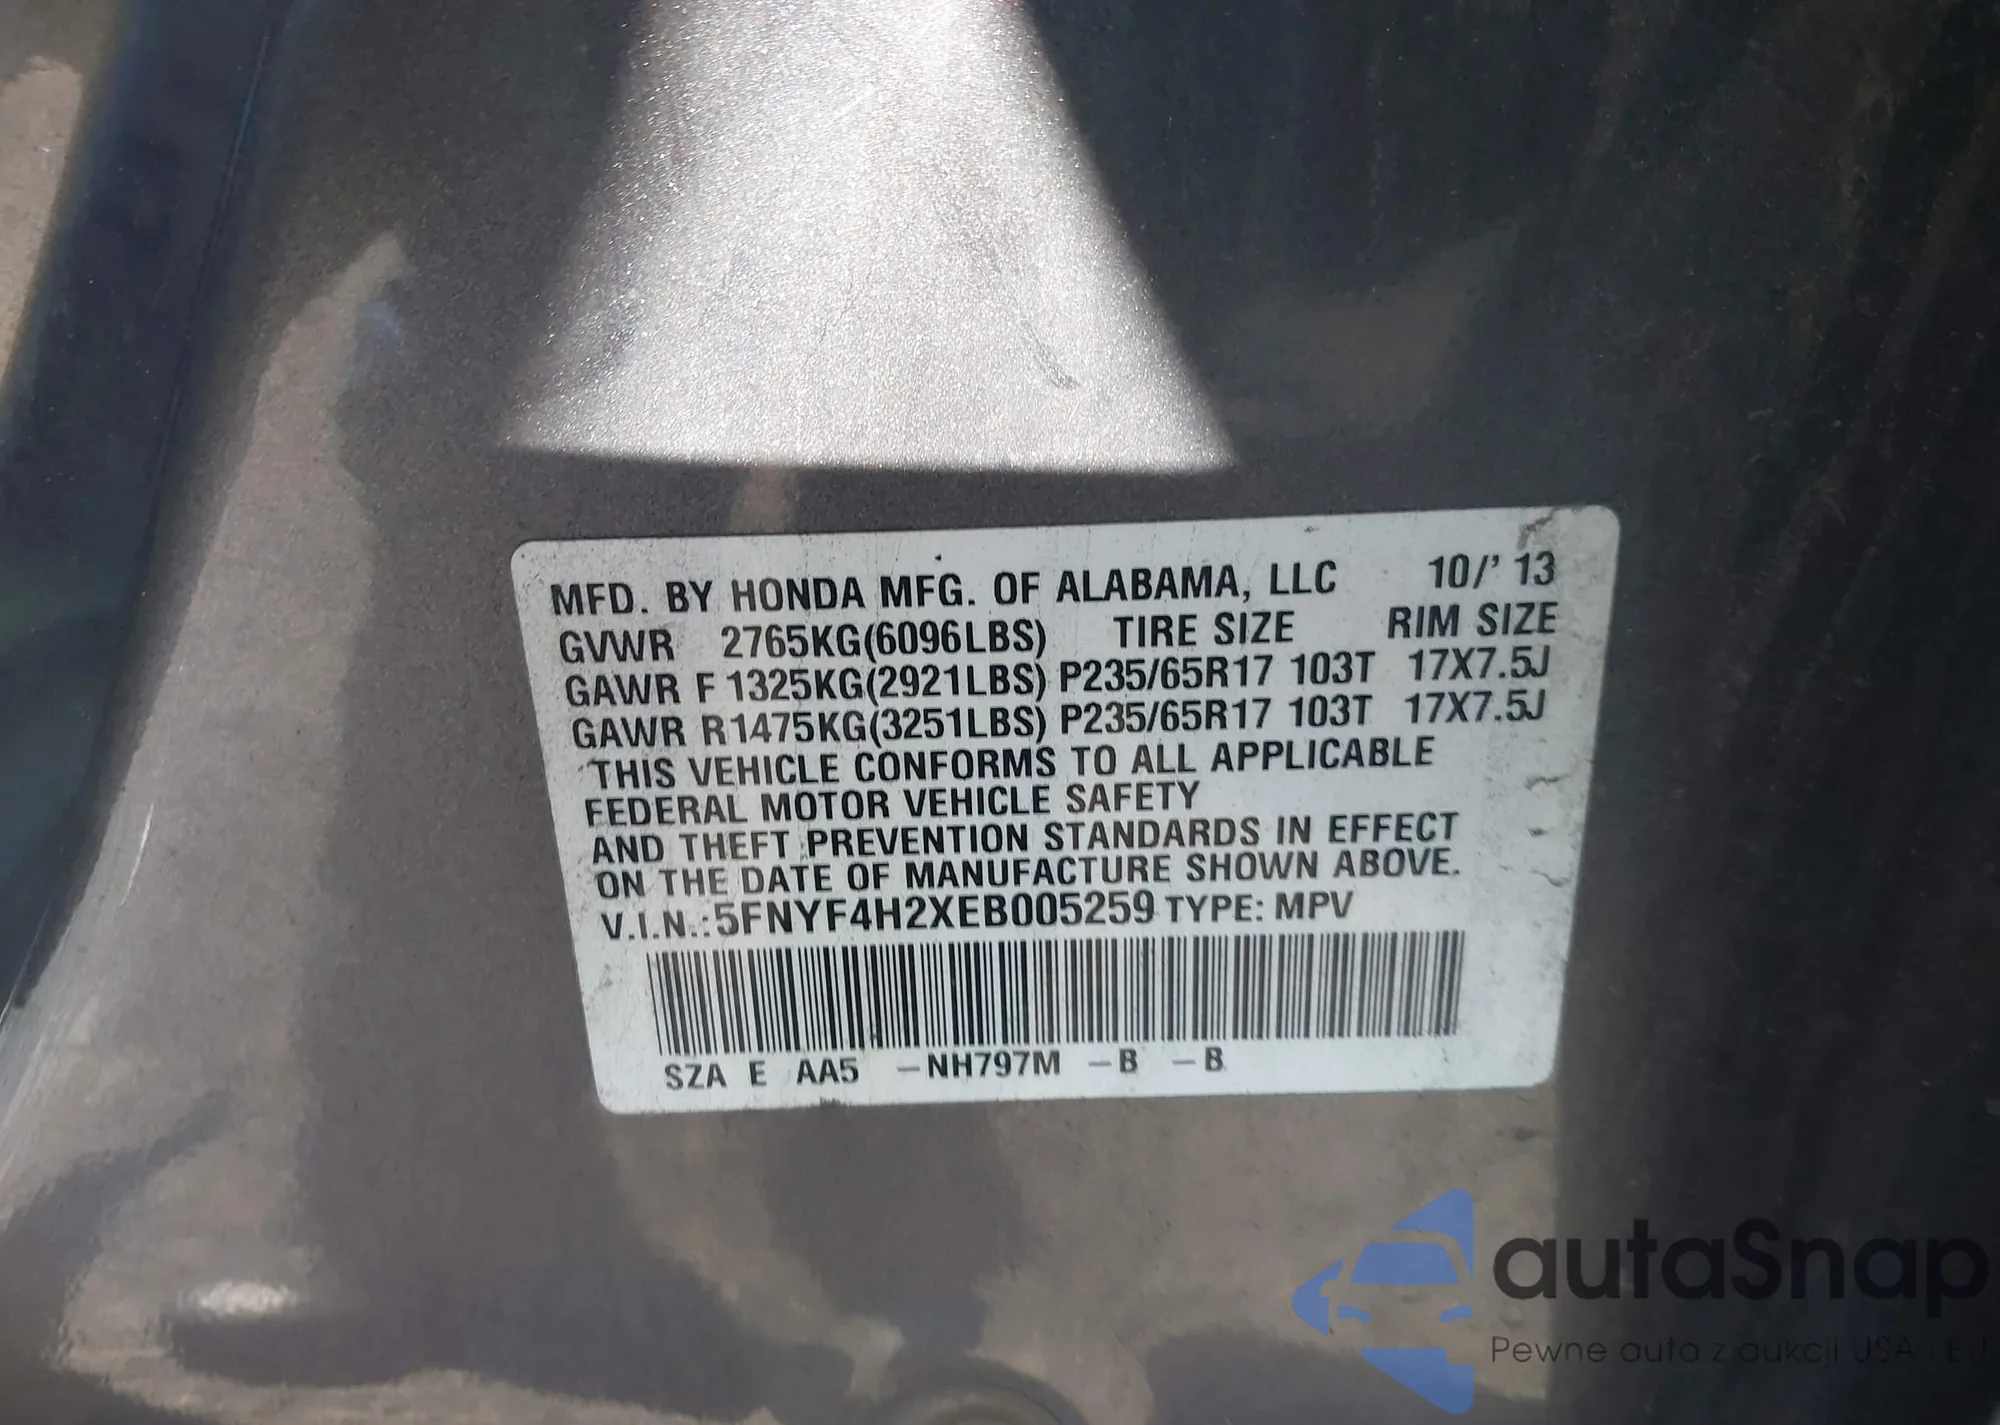 MFD. BY HONDA MFG. OF ALABAMA, LLC 10/' 13
GVWR 2765KG(6096LBS) TIRE SIZE RIM SIZE
GAWR F 1325KG(2921LBS) P235/65R17 103T 17X7.5J
GAWR R 1475KG(3251LBS) P235/65R17 103T 17X7.5J
THIS VEHICLE CONFORMS TO ALL APPLICABLE
FEDERAL MOTOR VEHICLE SAFETY
AND THEFT PREVENTION STANDARDS IN EFFECT
ON THE DATE OF MANUFACTURE SHOWN ABOVE.
V.I.N.:5FNYF4H2XEB005259 TYPE: MPV
SZA E AA5 -NH797M -B -B
autaSnap
Pewne auta z aukcji USA i EU